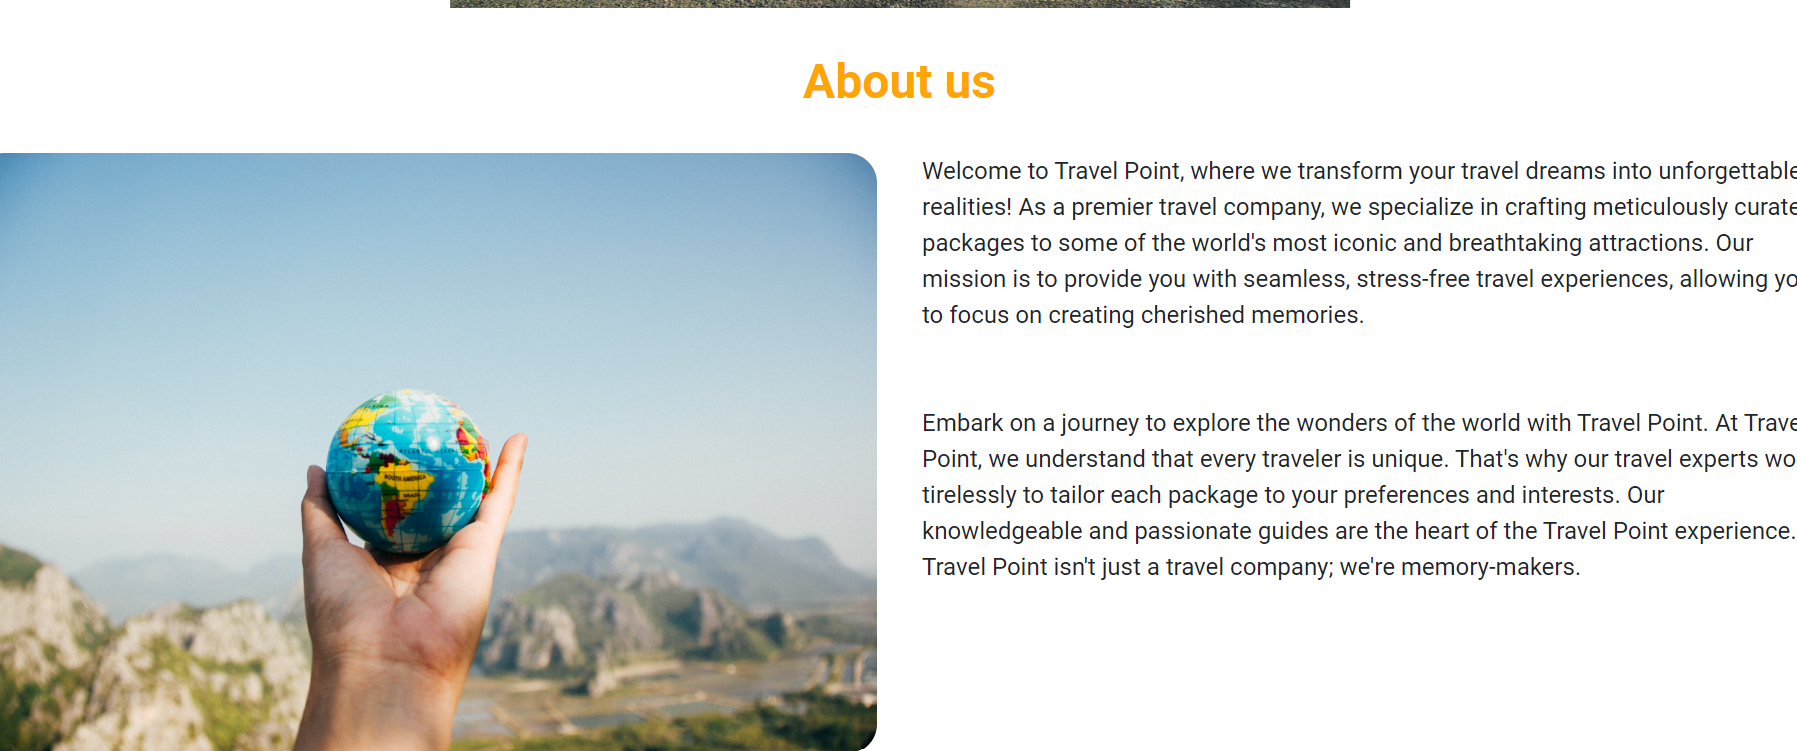 About us
Welcome to Travel Point, where we transform your travel dreams into unforgettable
realities! As a premier travel company, we specialize in crafting meticulously curate
packages to some of the world's most iconic and breathtaking attractions. Our
mission is to provide you with seamless, stress-free travel experiences, allowing yo
to focus on creating cherished memories.
Embark on a journey to explore the wonders of the world with Travel Point. At Trave
Point, we understand that every traveler is unique. That's why our travel experts wo
tirelessly to tailor each package to your preferences and interests. Our
knowledgeable and passionate guides are the heart of the Travel Point experience.
Travel Point isn't just a travel company; we're memory-makers.
SOUTH AMERICA
BRAZIL